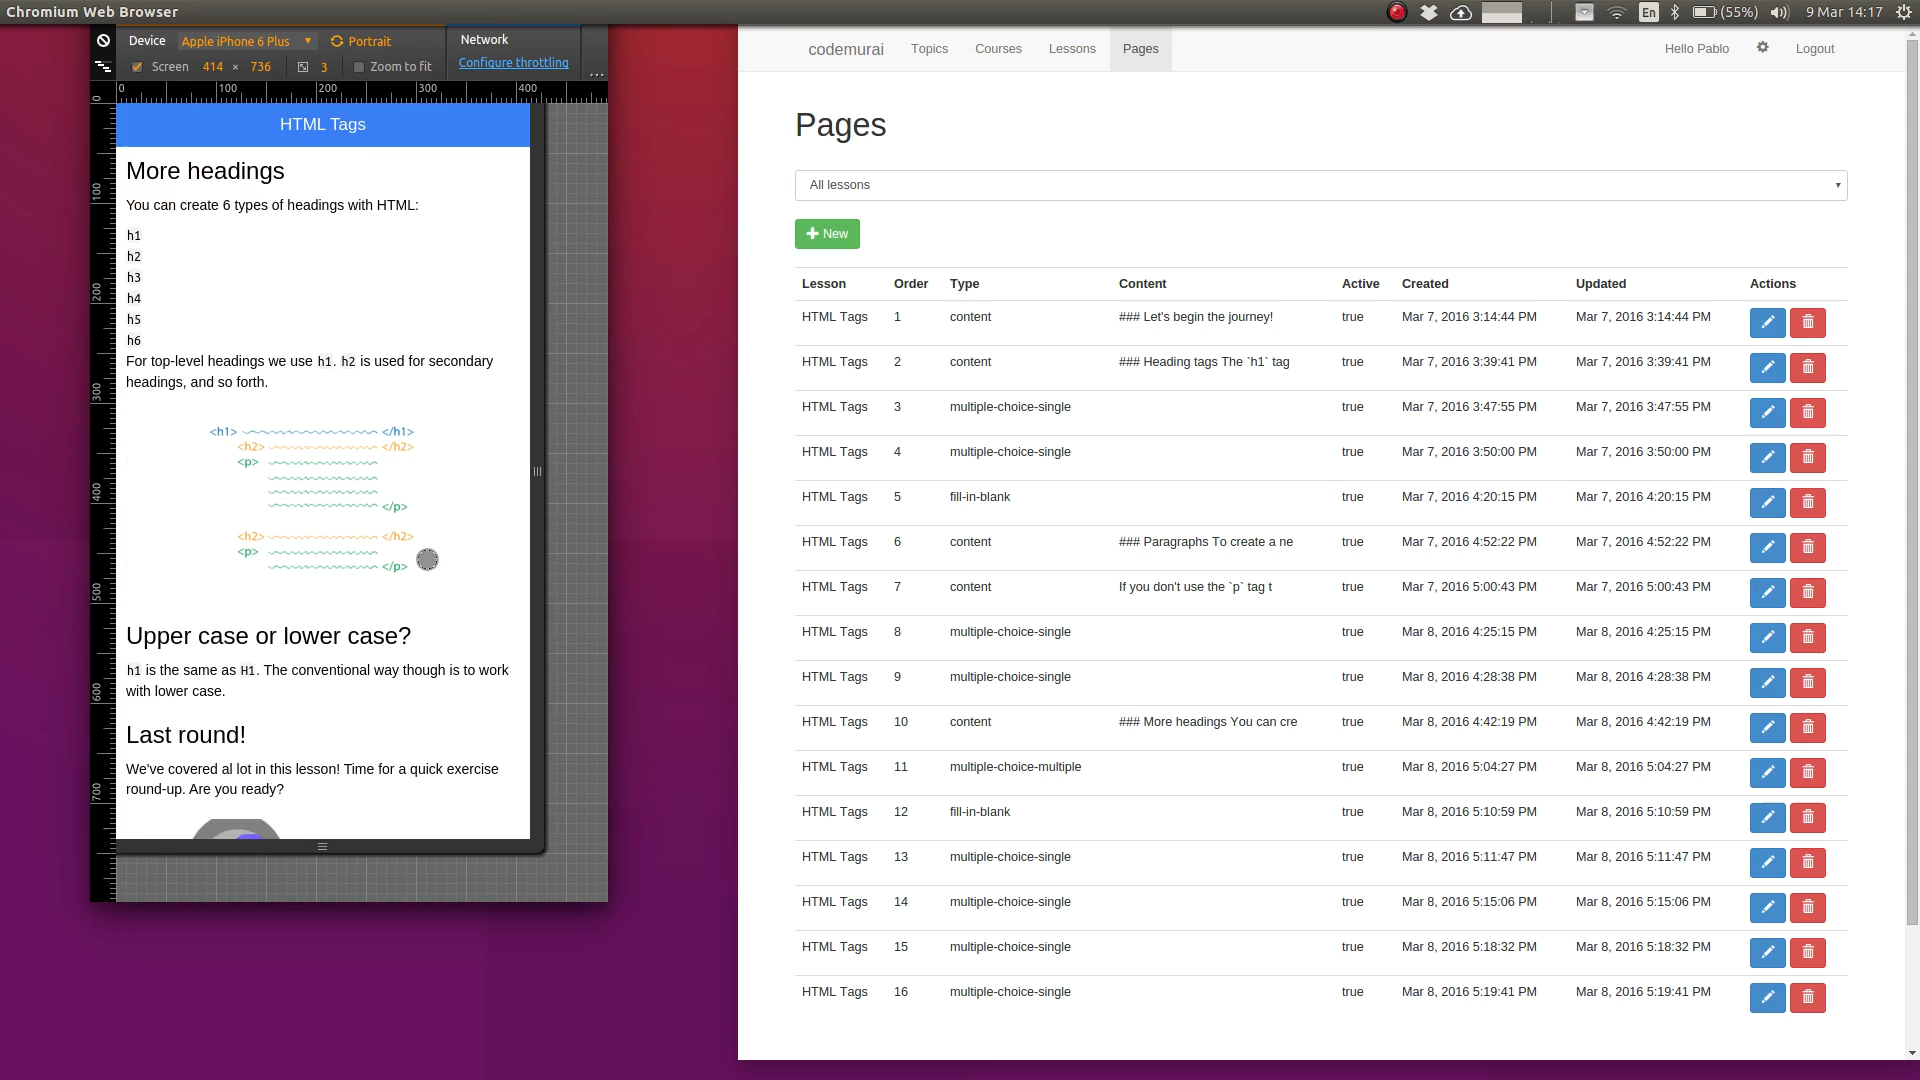 Chromium Web Browser
En
(55%)
9 Mar 14:17
Device Apple iPhone 6 Plus Portrait
Network
Screen 414 × 736 3 Zoom to fit
Configure throttling
...
0 100 200 300 400
0
100
200
300
400
500
600
700
HTML Tags
More headings
You can create 6 types of headings with HTML:
h1
h2
h3
h4
h5
h6
For top-level headings we use h1. h2 is used for secondary
headings, and so forth.
<h1> </h1>
<h2> </h2>
<p>
</p>
<h2> </h2>
<p>
</p>
Upper case or lower case?
h1 is the same as H1. The conventional way though is to work
with lower case.
Last round!
We've covered al lot in this lesson! Time for a quick exercise
round-up. Are you ready?
codemurai Topics Courses Lessons Pages Hello Pablo Logout
Pages
All lessons
New
Lesson Order Type Content Active Created Updated Actions
HTML Tags 1 content ### Let's begin the journey! true Mar 7, 2016 3:14:44 PM Mar 7, 2016 3:14:44 PM
HTML Tags 2 content ### Heading tags The `h1` tag true Mar 7, 2016 3:39:41 PM Mar 7, 2016 3:39:41 PM
HTML Tags 3 multiple-choice-single true Mar 7, 2016 3:47:55 PM Mar 7, 2016 3:47:55 PM
HTML Tags 4 multiple-choice-single true Mar 7, 2016 3:50:00 PM Mar 7, 2016 3:50:00 PM
HTML Tags 5 fill-in-blank true Mar 7, 2016 4:20:15 PM Mar 7, 2016 4:20:15 PM
HTML Tags 6 content ### Paragraphs To create a ne true Mar 7, 2016 4:52:22 PM Mar 7, 2016 4:52:22 PM
HTML Tags 7 content If you don't use the `p` tag t true Mar 7, 2016 5:00:43 PM Mar 7, 2016 5:00:43 PM
HTML Tags 8 multiple-choice-single true Mar 8, 2016 4:25:15 PM Mar 8, 2016 4:25:15 PM
HTML Tags 9 multiple-choice-single true Mar 8, 2016 4:28:38 PM Mar 8, 2016 4:28:38 PM
HTML Tags 10 content ### More headings You can cre true Mar 8, 2016 4:42:19 PM Mar 8, 2016 4:42:19 PM
HTML Tags 11 multiple-choice-multiple true Mar 8, 2016 5:04:27 PM Mar 8, 2016 5:04:27 PM
HTML Tags 12 fill-in-blank true Mar 8, 2016 5:10:59 PM Mar 8, 2016 5:10:59 PM
HTML Tags 13 multiple-choice-single true Mar 8, 2016 5:11:47 PM Mar 8, 2016 5:11:47 PM
HTML Tags 14 multiple-choice-single true Mar 8, 2016 5:15:06 PM Mar 8, 2016 5:15:06 PM
HTML Tags 15 multiple-choice-single true Mar 8, 2016 5:18:32 PM Mar 8, 2016 5:18:32 PM
HTML Tags 16 multiple-choice-single true Mar 8, 2016 5:19:41 PM Mar 8, 2016 5:19:41 PM